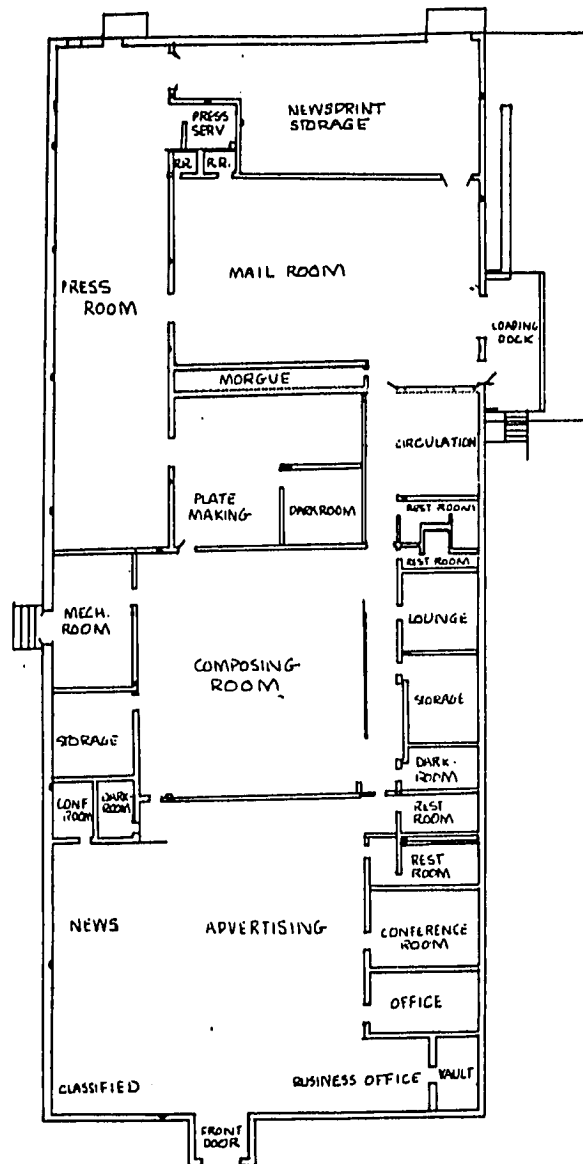 NEWSPRINT
STORAGE
PRESS
SERV
R.R.
R.R.
MAIL ROOM
PRESS
ROOM
LOADING
DOCK
MORGUE
CIRCULATION
PLATE
MAKING
DARKROOM
REST ROOM
REST ROOM
MECH.
ROOM
LOUNGE
COMPOSING
ROOM
STORAGE
STORAGE
DARK-
ROOM
CONF
ROOM
DARK-
ROOM
REST
ROOM
REST
ROOM
NEWS
ADVERTISING
CONFERENCE
ROOM
OFFICE
CLASSIFIED
BUSINESS OFFICE
VAULT
FRONT
DOOR